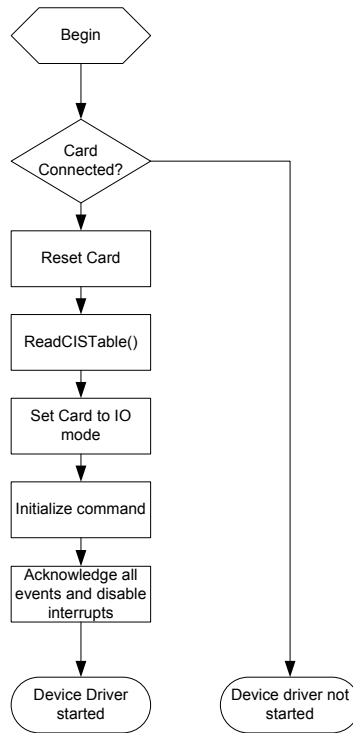 Begin
Card
Connected?
Reset Card
ReadCISTable()
Set Card to IO
mode
Initialize command
Acknowledge all
events and disable
interrupts
Device Driver
started
Device driver not
started